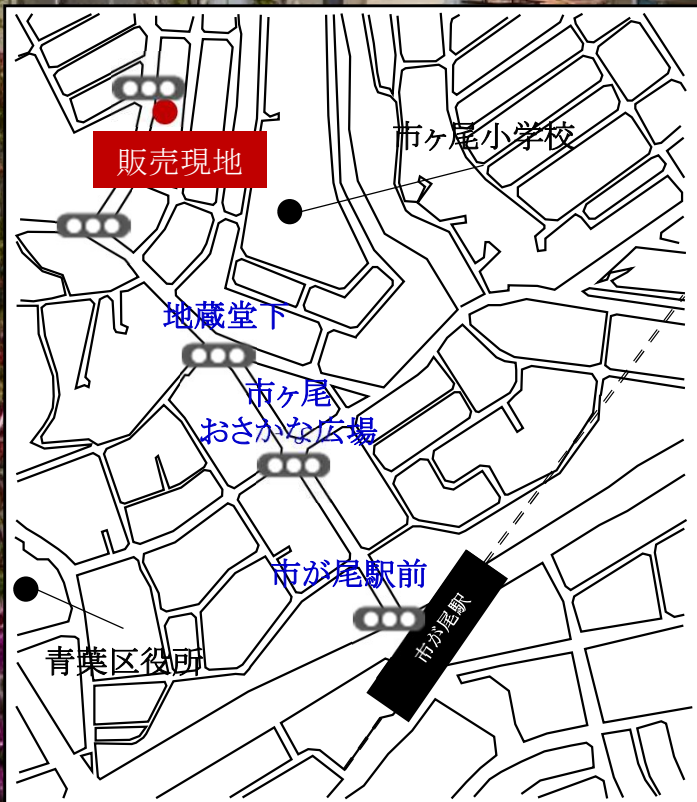 市ヶ尾小学校
販売現地
地蔵堂下
市ヶ尾
おさかな広場
市が尾駅前
市が尾駅
青葉区役所